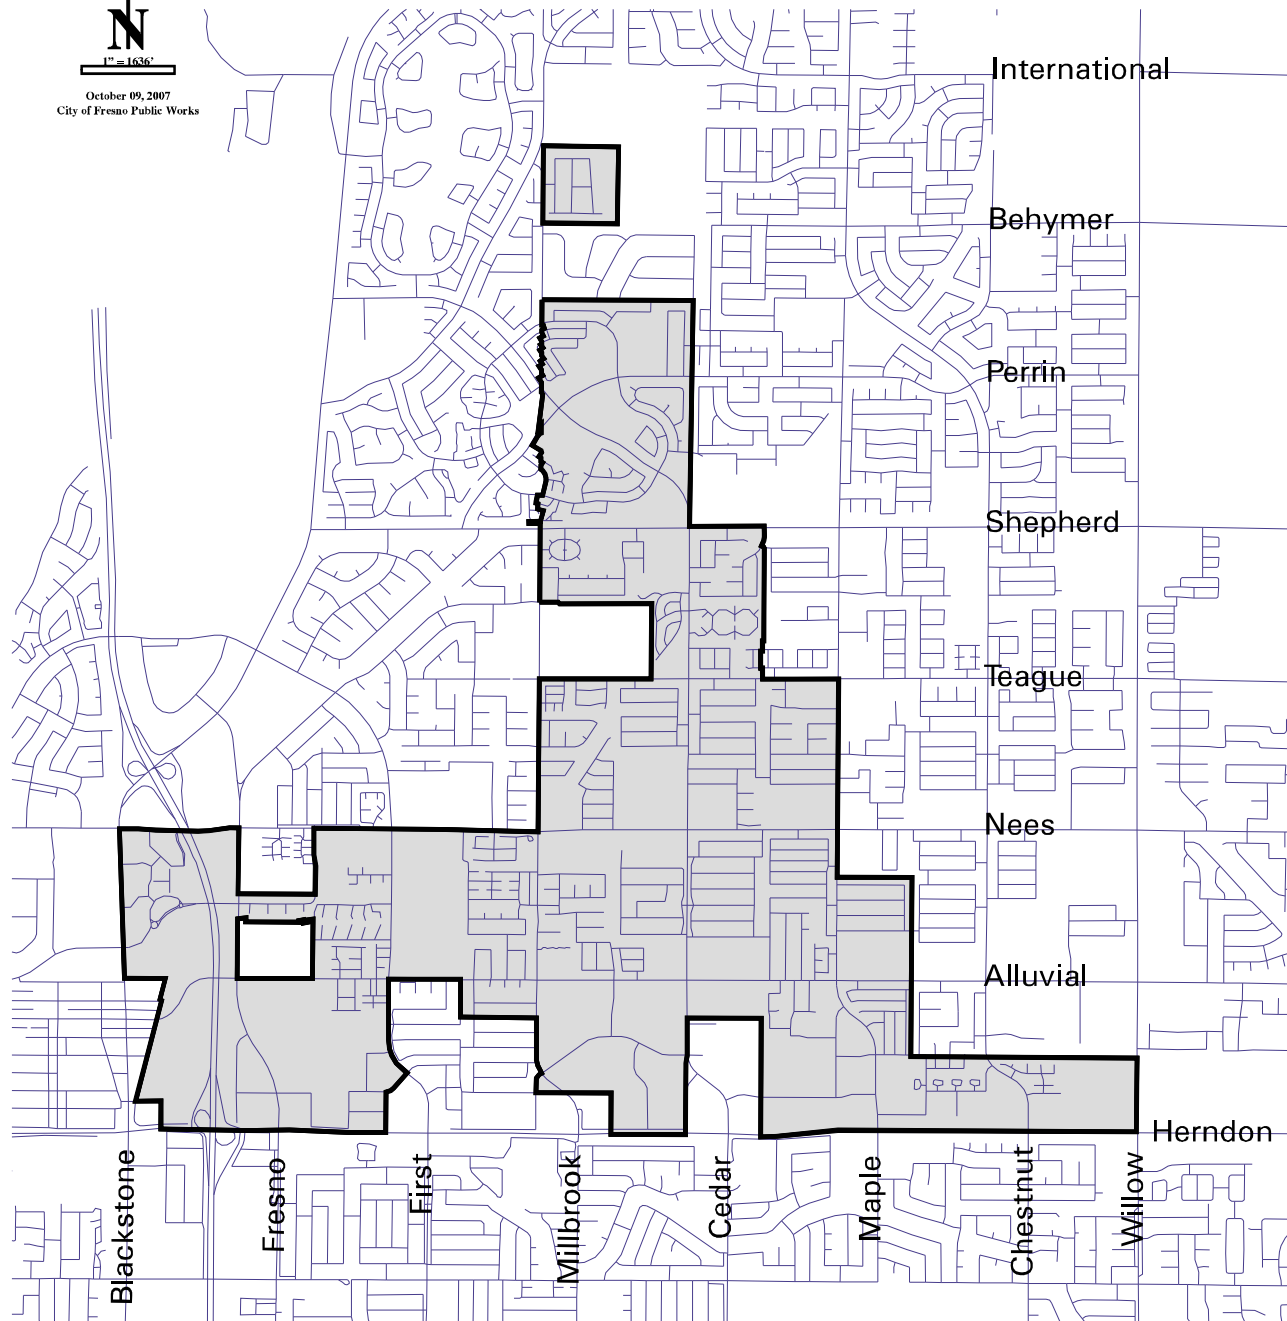 N
1" = 1636'
October 09, 2007
City of Fresno Public Works
International
Behymer
Perrin
Shepherd
Teague
Nees
Alluvial
Herndon
Blackstone
Fresno
First
Millbrook
Cedar
Maple
Chestnut
Willow